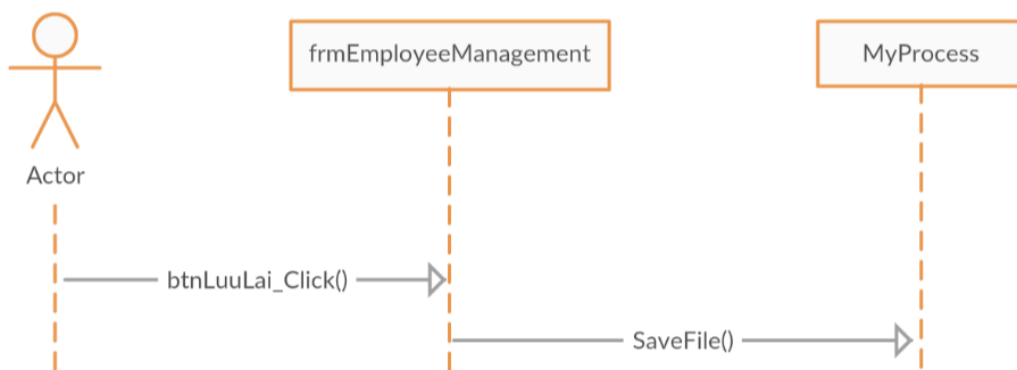 frmEmployeeManagement
MyProcess
Actor
btnLuuLai_Click()
SaveFile()